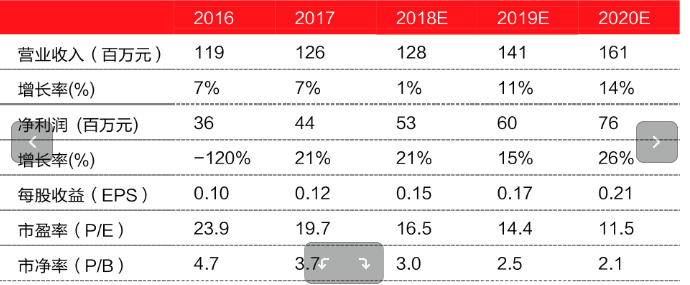 2016 2017 2018E 2019E 2020E
营业收入（百万元） 119 126 128 141 161
增长率(%) 7% 7% 1% 11% 14%
净利润 (百万元) 36 44 53 60 76
增长率(%) −120% 21% 21% 15% 26%
每股收益（EPS） 0.10 0.12 0.15 0.17 0.21
市盈率（P/E） 23.9 19.7 16.5 14.4 11.5
市净率（P/B） 4.7 3.7 3.0 2.5 2.1